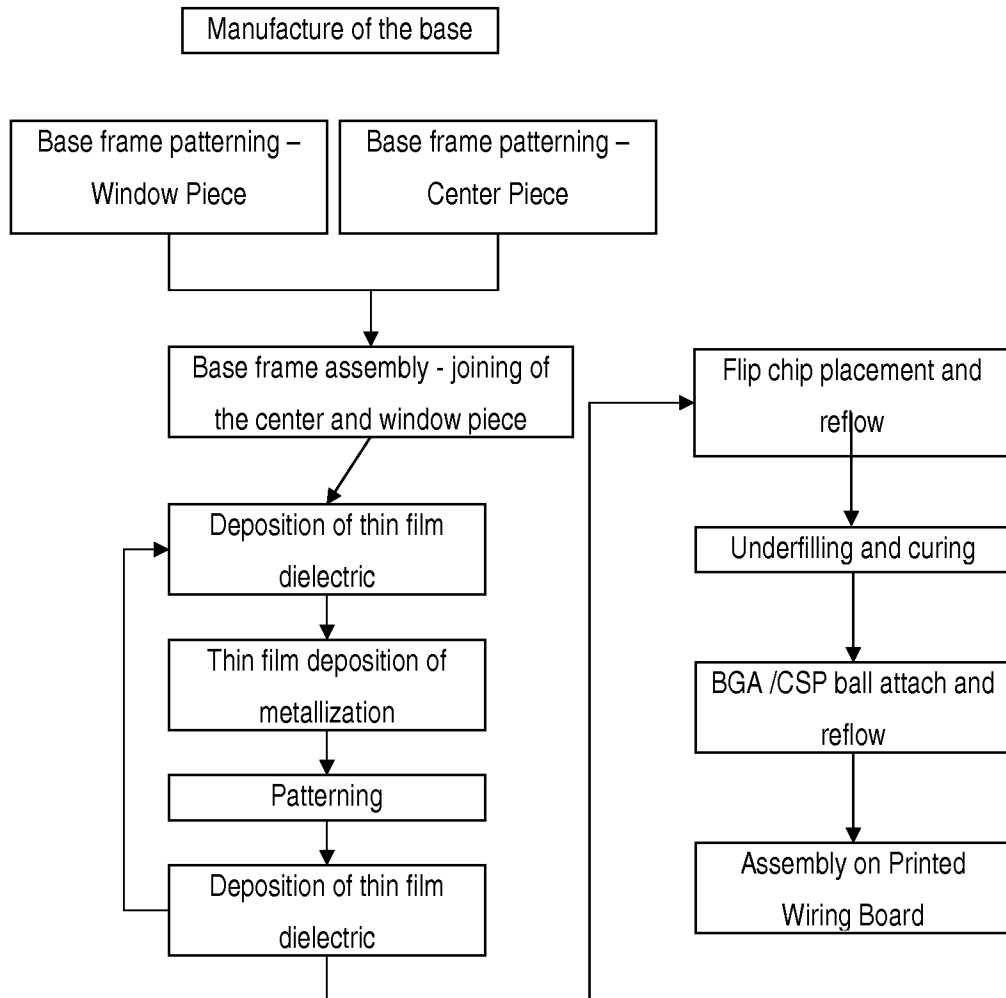 Manufacture of the base
Base frame patterning –
Window Piece
Base frame patterning –
Center Piece
Base frame assembly - joining of
the center and window piece
Deposition of thin film
dielectric
Thin film deposition of
metallization
Patterning
Deposition of thin film
dielectric
Flip chip placement and
reflow
Underfilling and curing
BGA /CSP ball attach and
reflow
Assembly on Printed
Wiring Board